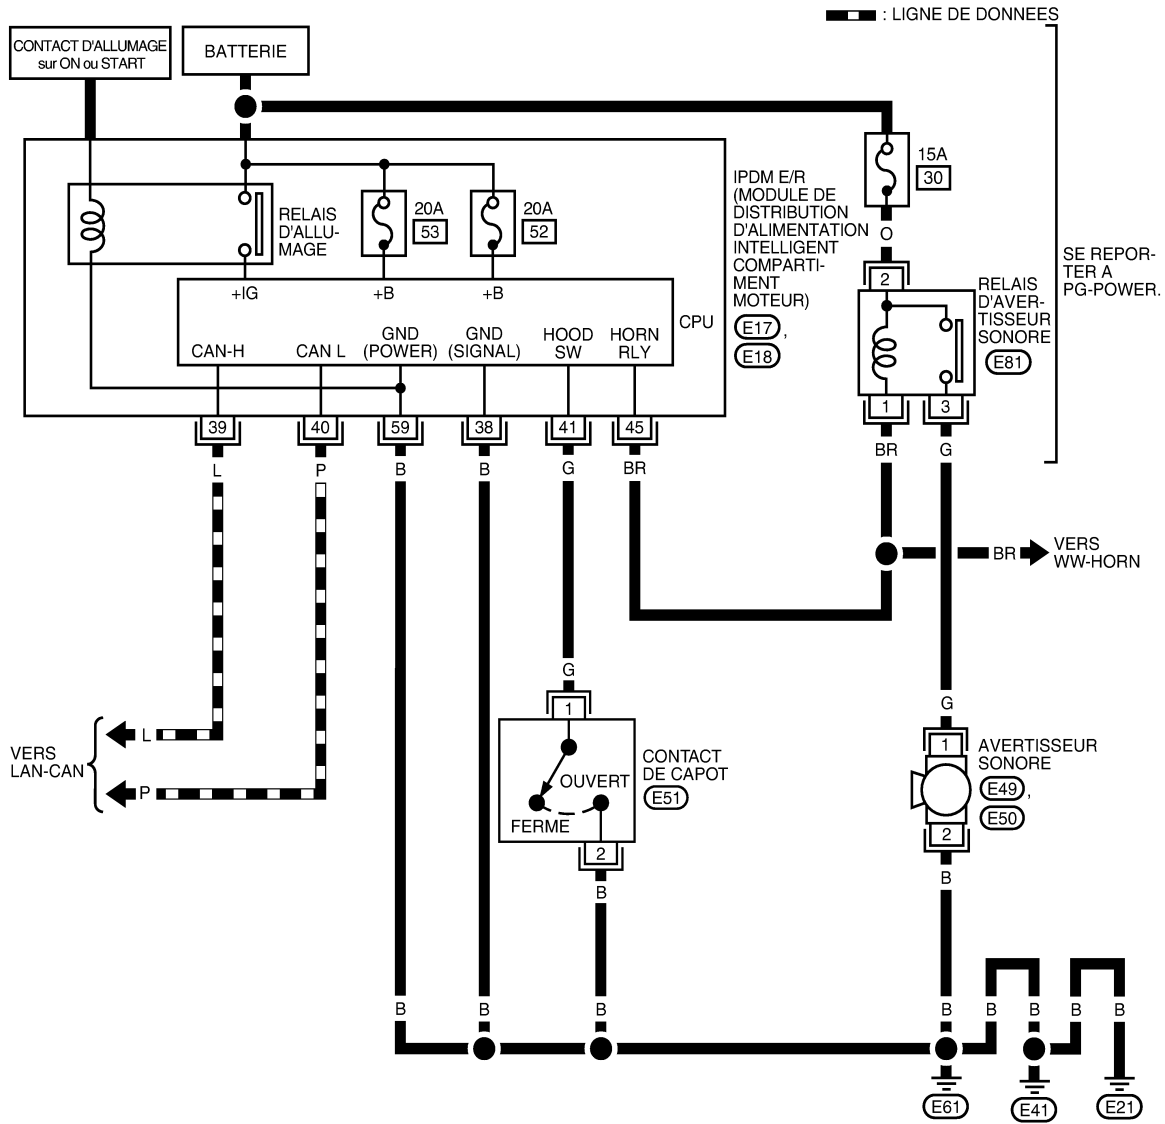 : LIGNE DE DONNEES
CONTACT D'ALLUMAGE
sur ON ou START
BATTERIE
15A
30
O
2
RELAIS
D'ALLU-
MAGE
20A
53
20A
52
IPDM E/R
(MODULE DE
DISTRIBUTION
D'ALIMENTATION
INTELLIGENT
COMPARTI-
MENT
MOTEUR)
E17 ,
E18
SE REPOR-
TER A
PG-POWER.
RELAIS
D'AVER-
TISSEUR
SONORE
E81
+IG
+B
+B
CPU
CAN-H
CAN L
GND
(POWER)
GND
(SIGNAL)
HOOD
SW
HORN
RLY
39
40
59
38
41
45
1
3
L
P
B
B
G
BR
BR
G
BR
VERS
WW-HORN
G
G
1
1
L
P
VERS
LAN-CAN
OUVERT
FERME
CONTACT
DE CAPOT
E51
2
AVERTISSEUR
SONORE
E49 ,
E50
2
B
B
B
B
B
B
B
B
B
B
E61
E41
E21